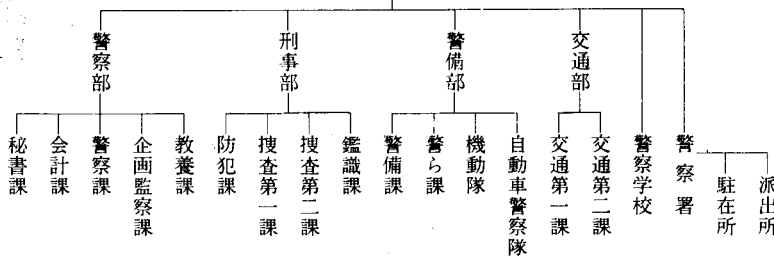 警察部
刑事部
警備部
交通部
秘書課
会計課
警察課
企画監察課
教養課
防犯課
捜査第一課
捜査第二課
鑑識課
警備課
警ら課
機動隊
自動車警察隊
交通第一課
交通第二課
警察学校
警察署
駐在所
派出所